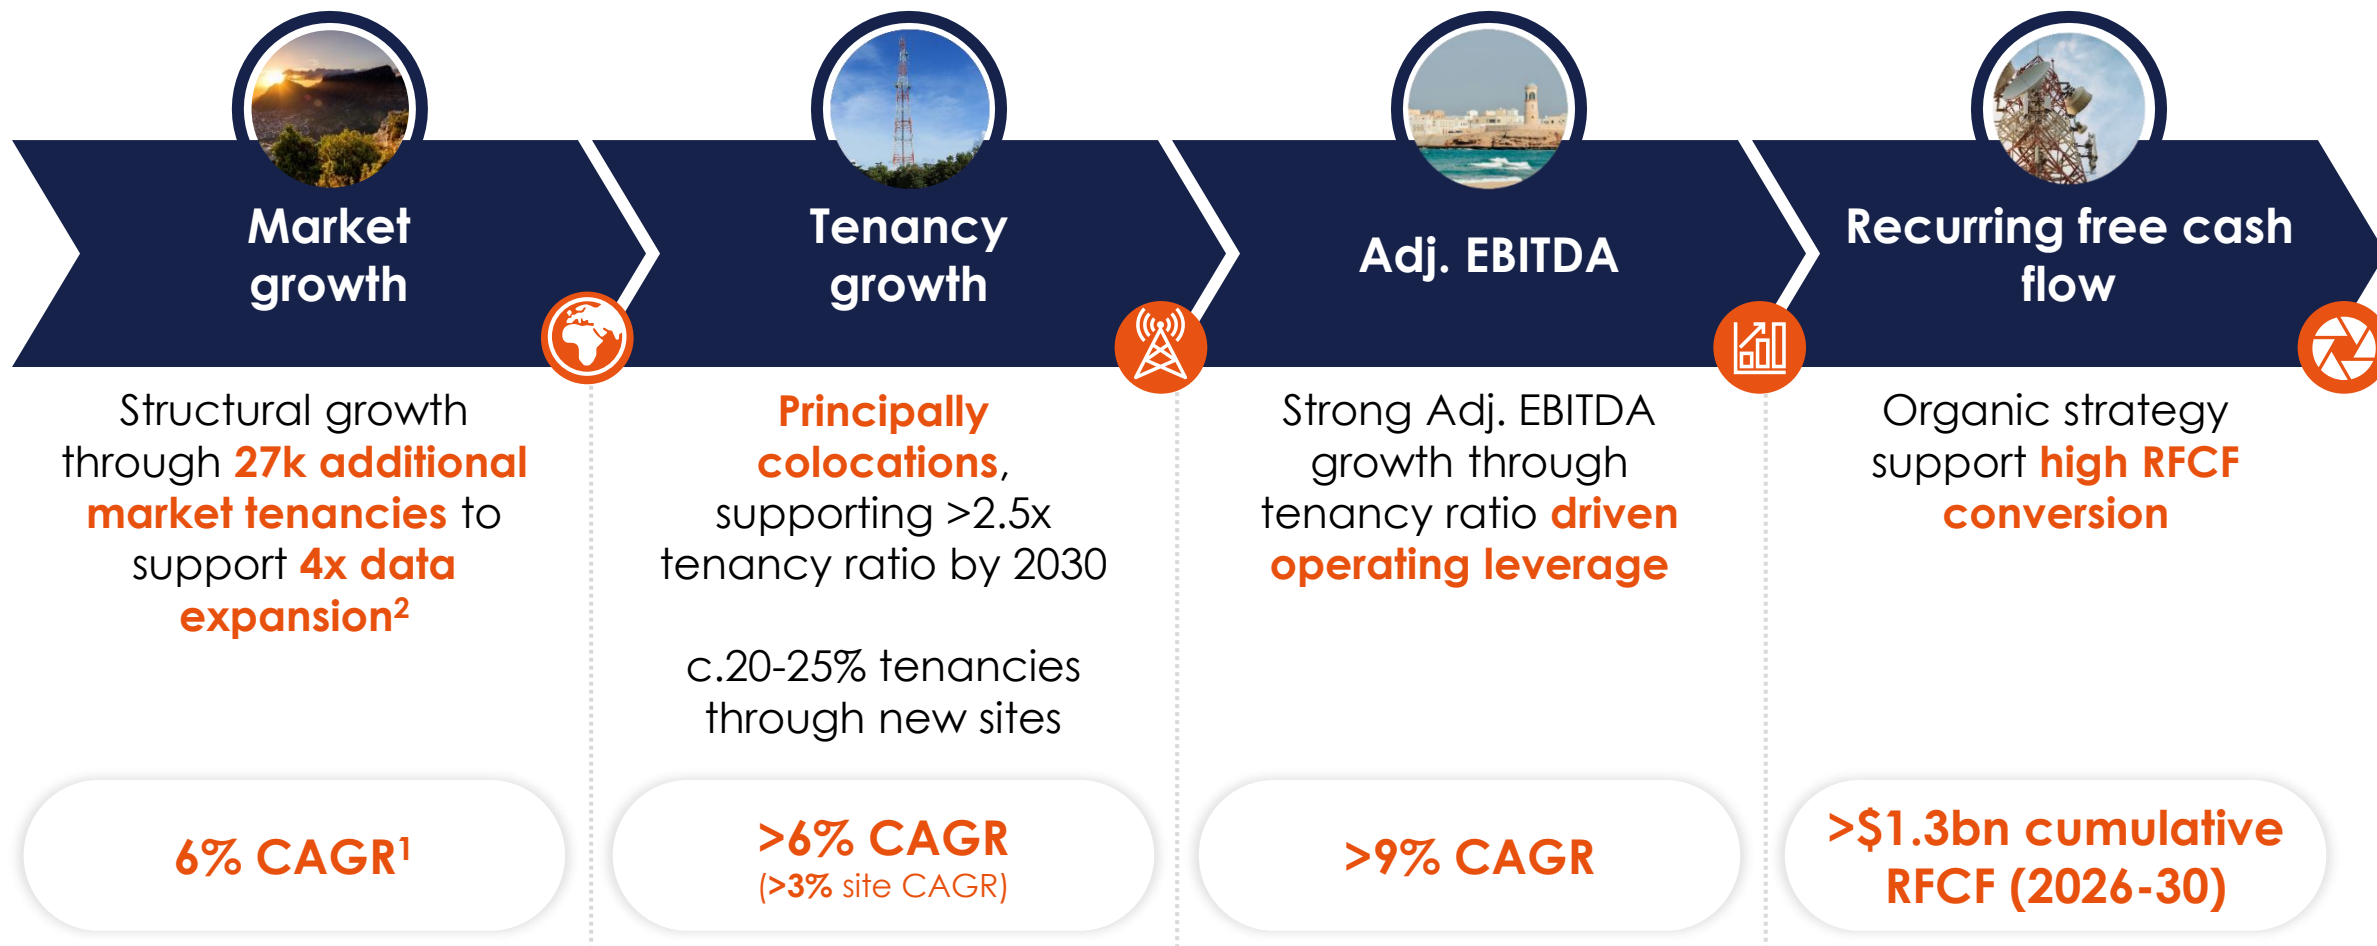 Market
growth
Tenancy
growth
Adj. EBITDA
Recurring free cash
flow
Structural growth
through 27k additional
market tenancies to
support 4x data
expansion²
Principally
colocations,
supporting >2.5x
tenancy ratio by 2030
c.20-25% tenancies
through new sites
Strong Adj. EBITDA
growth through
tenancy ratio driven
operating leverage
Organic strategy
support high RFCF
conversion
6% CAGR¹
>6% CAGR
(>3% site CAGR)
>9% CAGR
>$1.3bn cumulative
RFCF (2026-30)